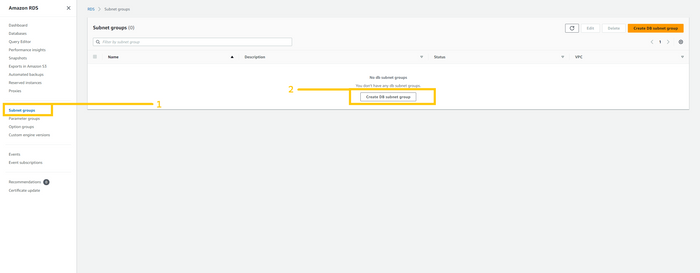 Amazon RDS
Dashboard
Databases
Query Editor
Performance insights
Snapshots
Exports in Amazon S3
Automated backups
Reserved instances
Proxies
Subnet groups
Parameter groups
Option groups
Custom engine versions
Events
Event subscriptions
Recommendations
Certificate update
1
RDS > Subnet groups
Subnet groups (0)
Edit Delete Create DB subnet group
Filter by subnet group
1
Name Description Status VPC
No db subnet groups
You don't have any db subnet groups.
2
Create DB subnet group